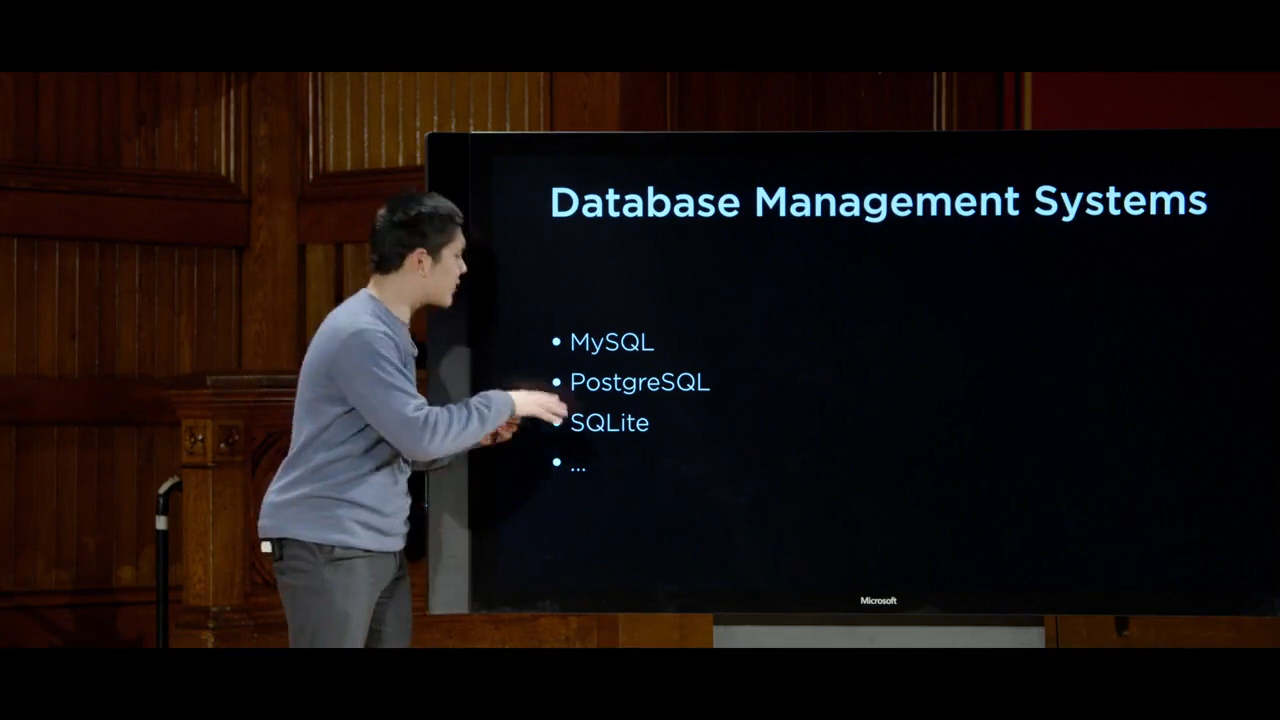 Database Management Systems
• MySQL
• PostgreSQL
• SQLite
• ...
Microsoft